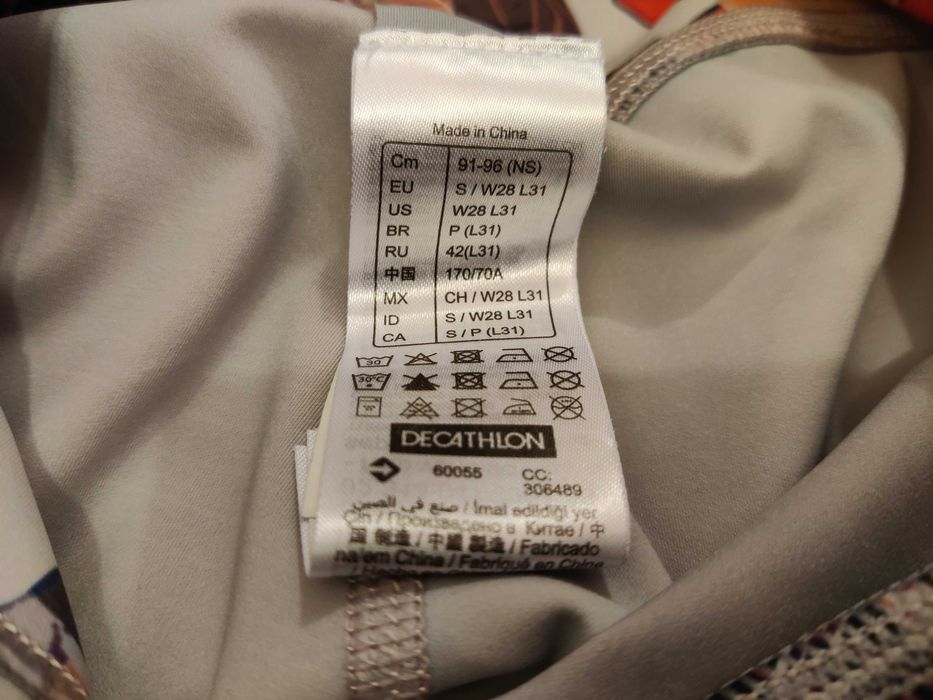 Made in China
Cm 91-96 (NS)
EU S / W28 L31
US W28 L31
BR P (L31)
RU 42(L31)
中国 170/70A
MX CH / W28 L31
ID S / W28 L31
CA S / P (L31)
30
30°C
DECATHLON
60055 CC:
306489
صنع في الصين / İmal edildiği yer
Çin / Произведено в Китае / 中
国 制造 / 中國 製造 / Fabricado
na em China / Fabriqué en Chine